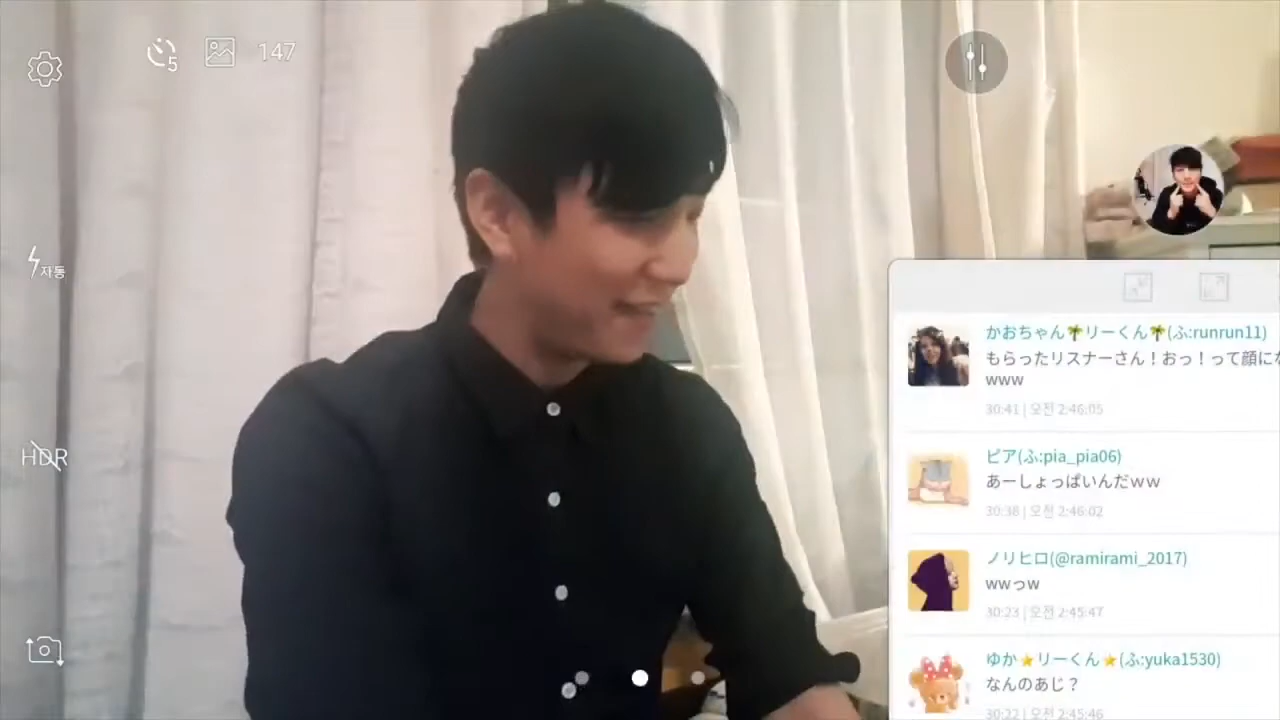 5
147
자동
HDR
かおちゃん🌴リーくん🌴(ふ:runrun11)
もらったリスナーさん！おっ！って顔に
www
30:41 | 오전 2:46:05
ピア(ふ:pia_pia06)
あーしょっぱいんだｗｗ
30:38 | 오전 2:46:02
ノリヒロ(@ramirami_2017)
wwっw
30:23 | 오전 2:45:47
ゆか⭐リーくん⭐(ふ:yuka1530)
なんのあじ？
30:22 | 오전 2:45:46